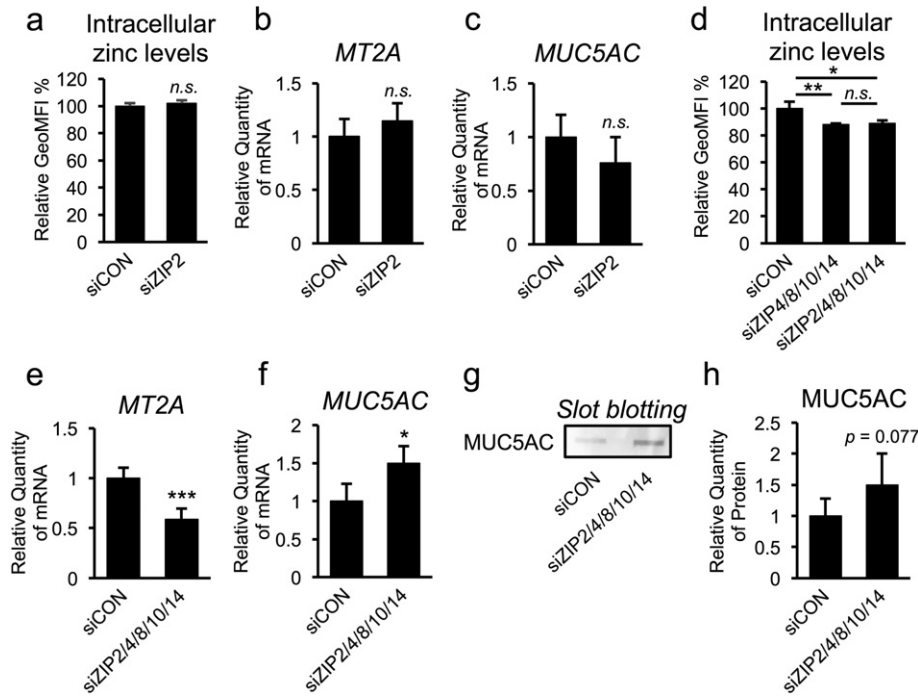 a
Intracellular
zinc levels
Relative GeoMFI %
120
100
80
60
40
20
0
n.s.
siCON
siZIP2
b
MT2A
Relative Quantity
of mRNA
1.5
1
0.5
0
n.s.
siCON
siZIP2
c
MUC5AC
Relative Quantity
of mRNA
1.5
1
0.5
0
n.s.
siCON
siZIP2
d
Intracellular
zinc levels
Relative GeoMFI %
120
100
80
60
40
20
0
*
**
n.s.
siCON
siZIP4/8/10/14
siZIP2/4/8/10/14
e
MT2A
Relative Quantity
of mRNA
1.5
1
0.5
0
***
siCON
siZIP2/4/8/10/14
f
MUC5AC
Relative Quantity
of mRNA
2
1.5
1
0.5
0
*
siCON
siZIP2/4/8/10/14
g
Slot blotting
MUC5AC
siCON
siZIP2/4/8/10/14
h
MUC5AC
Relative Quantity
of Protein
2.5
2
1.5
1
0.5
0
p = 0.077
siCON
siZIP2/4/8/10/14